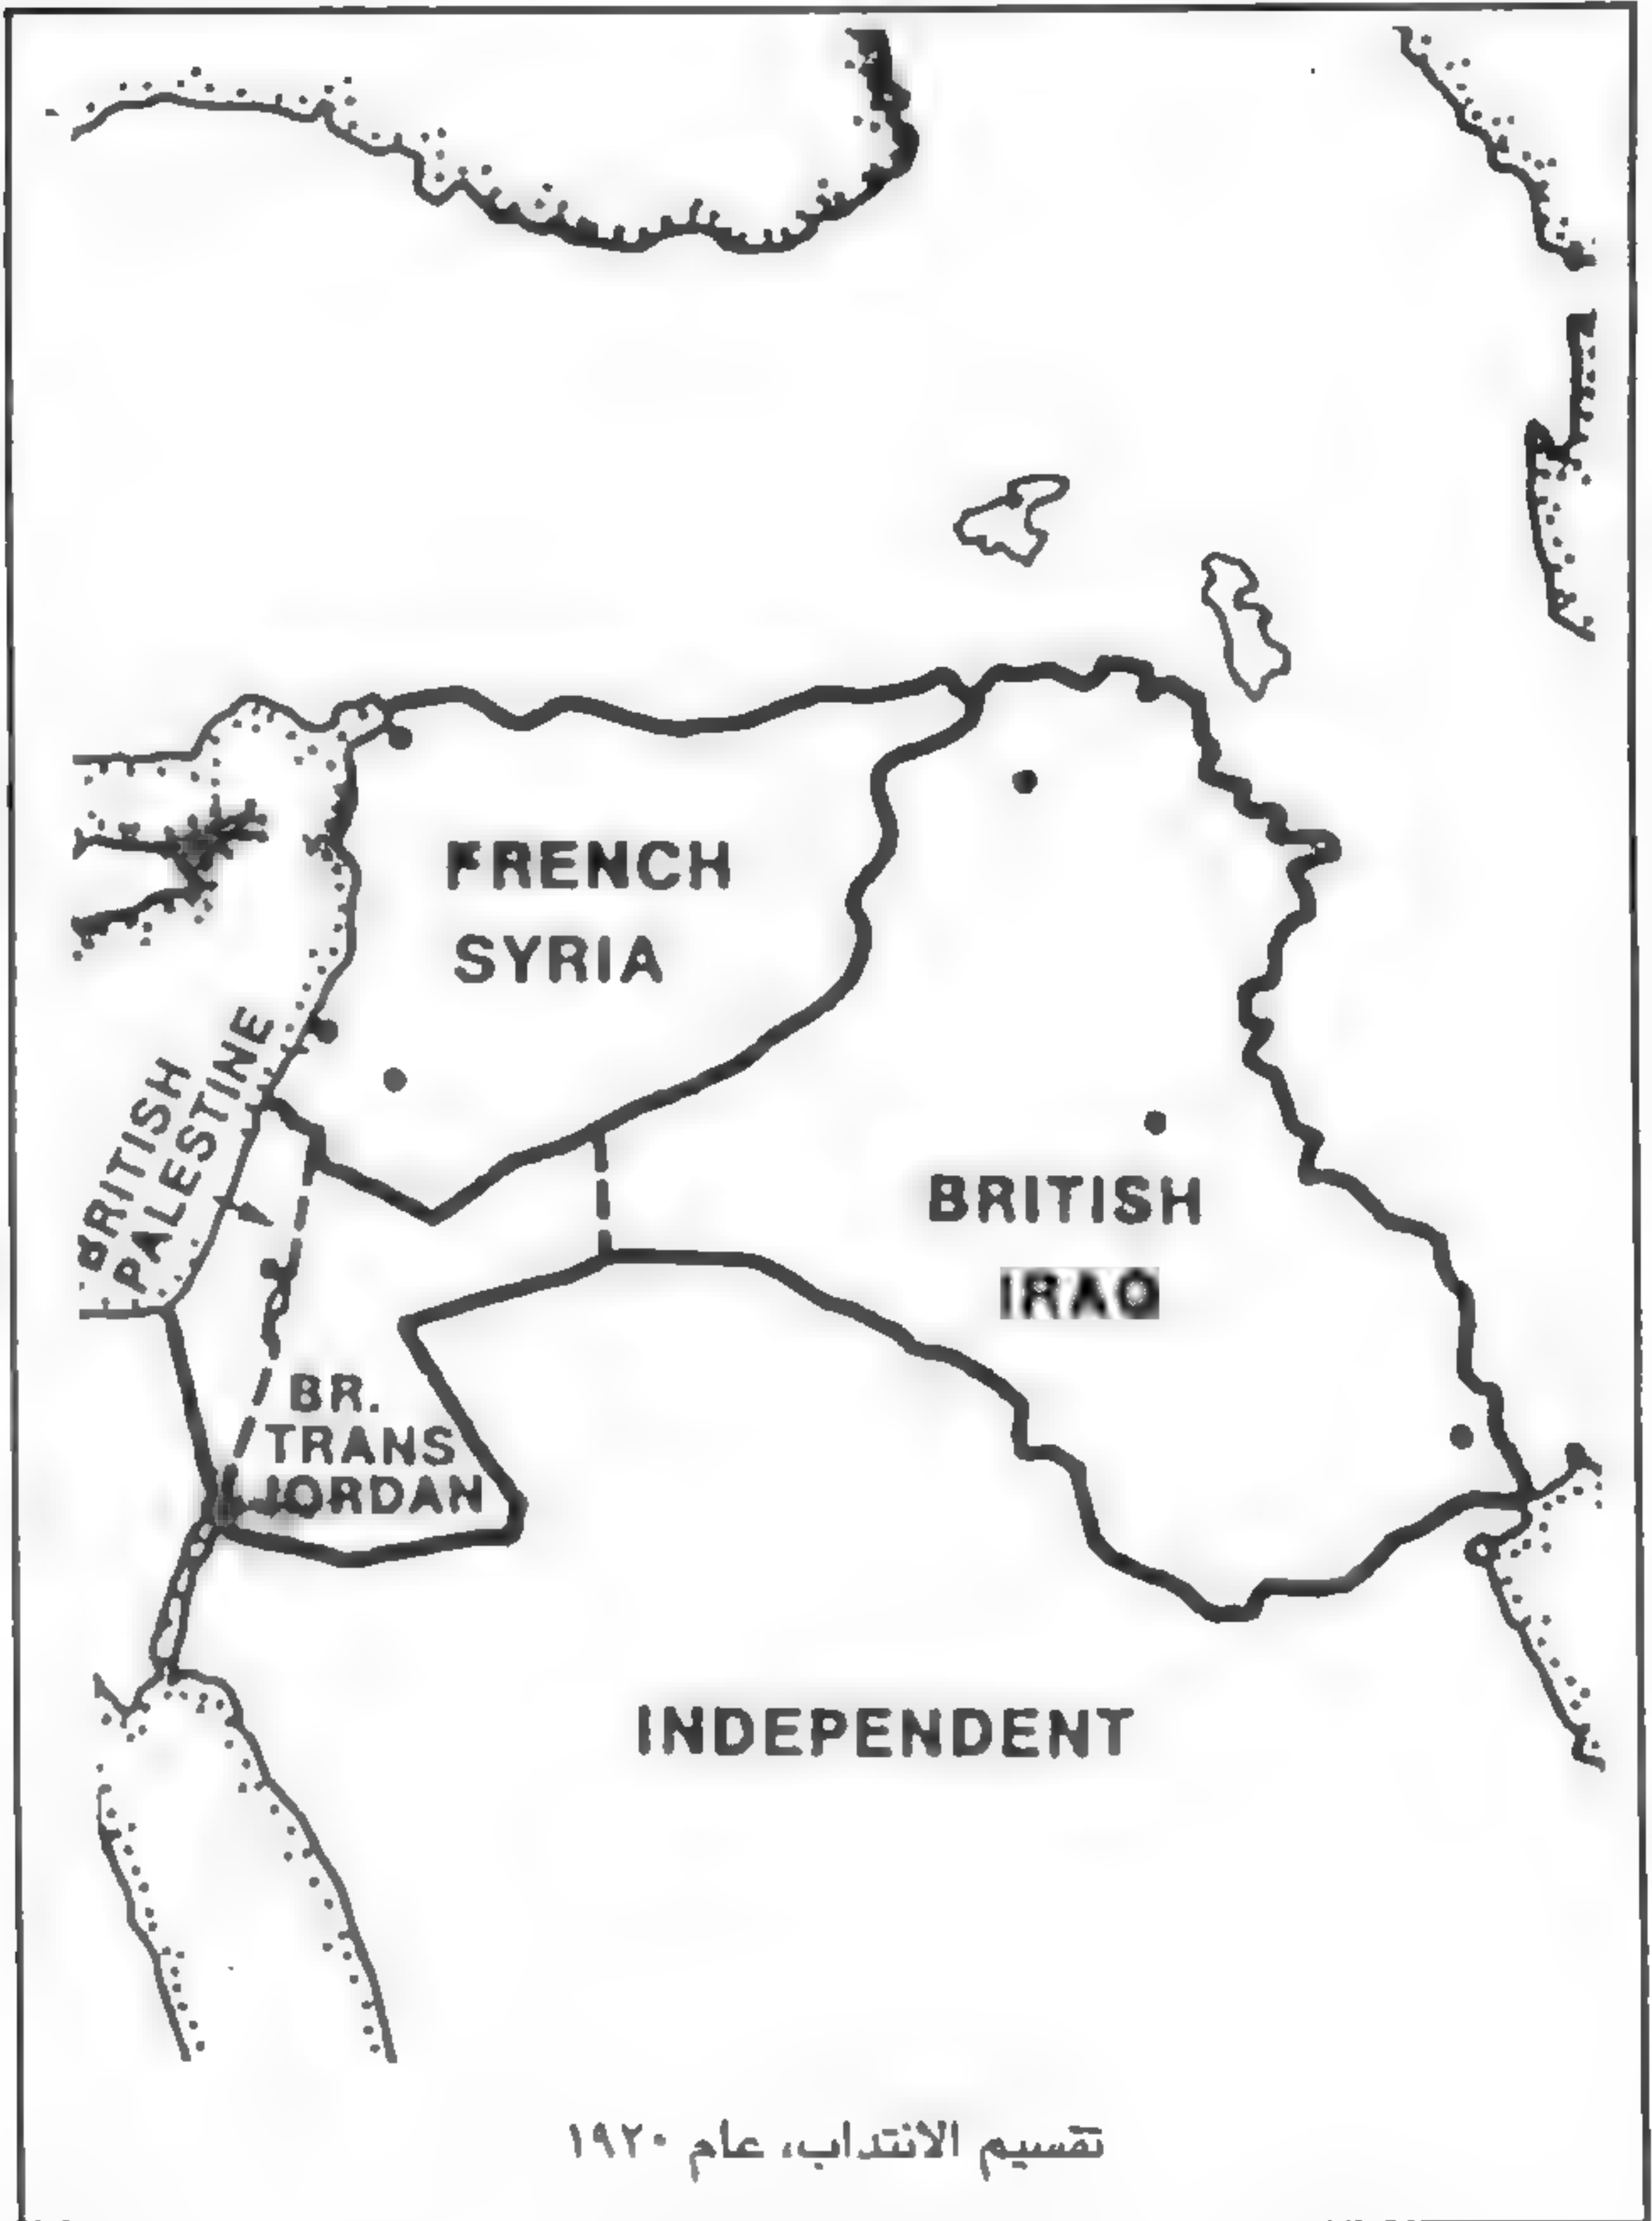 FRENCH
SYRIA
BRITISH
PALESTINE
BRITISH
IRAQ
BR.
TRANS
JORDAN
INDEPENDENT
تقسيم الانتداب، عام ١٩٢٠